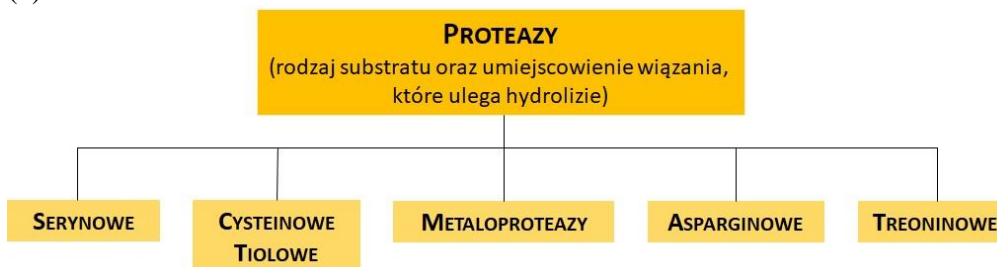 PROTEAZY
(rodzaj substratu oraz umiejscowienie wiązania,
które ulega hydrolizie)
SERYNOWE
CYSTEINOWE
TIOLOWE
METALOPROTEAZY
ASPARGINOWE
TREONINOWE